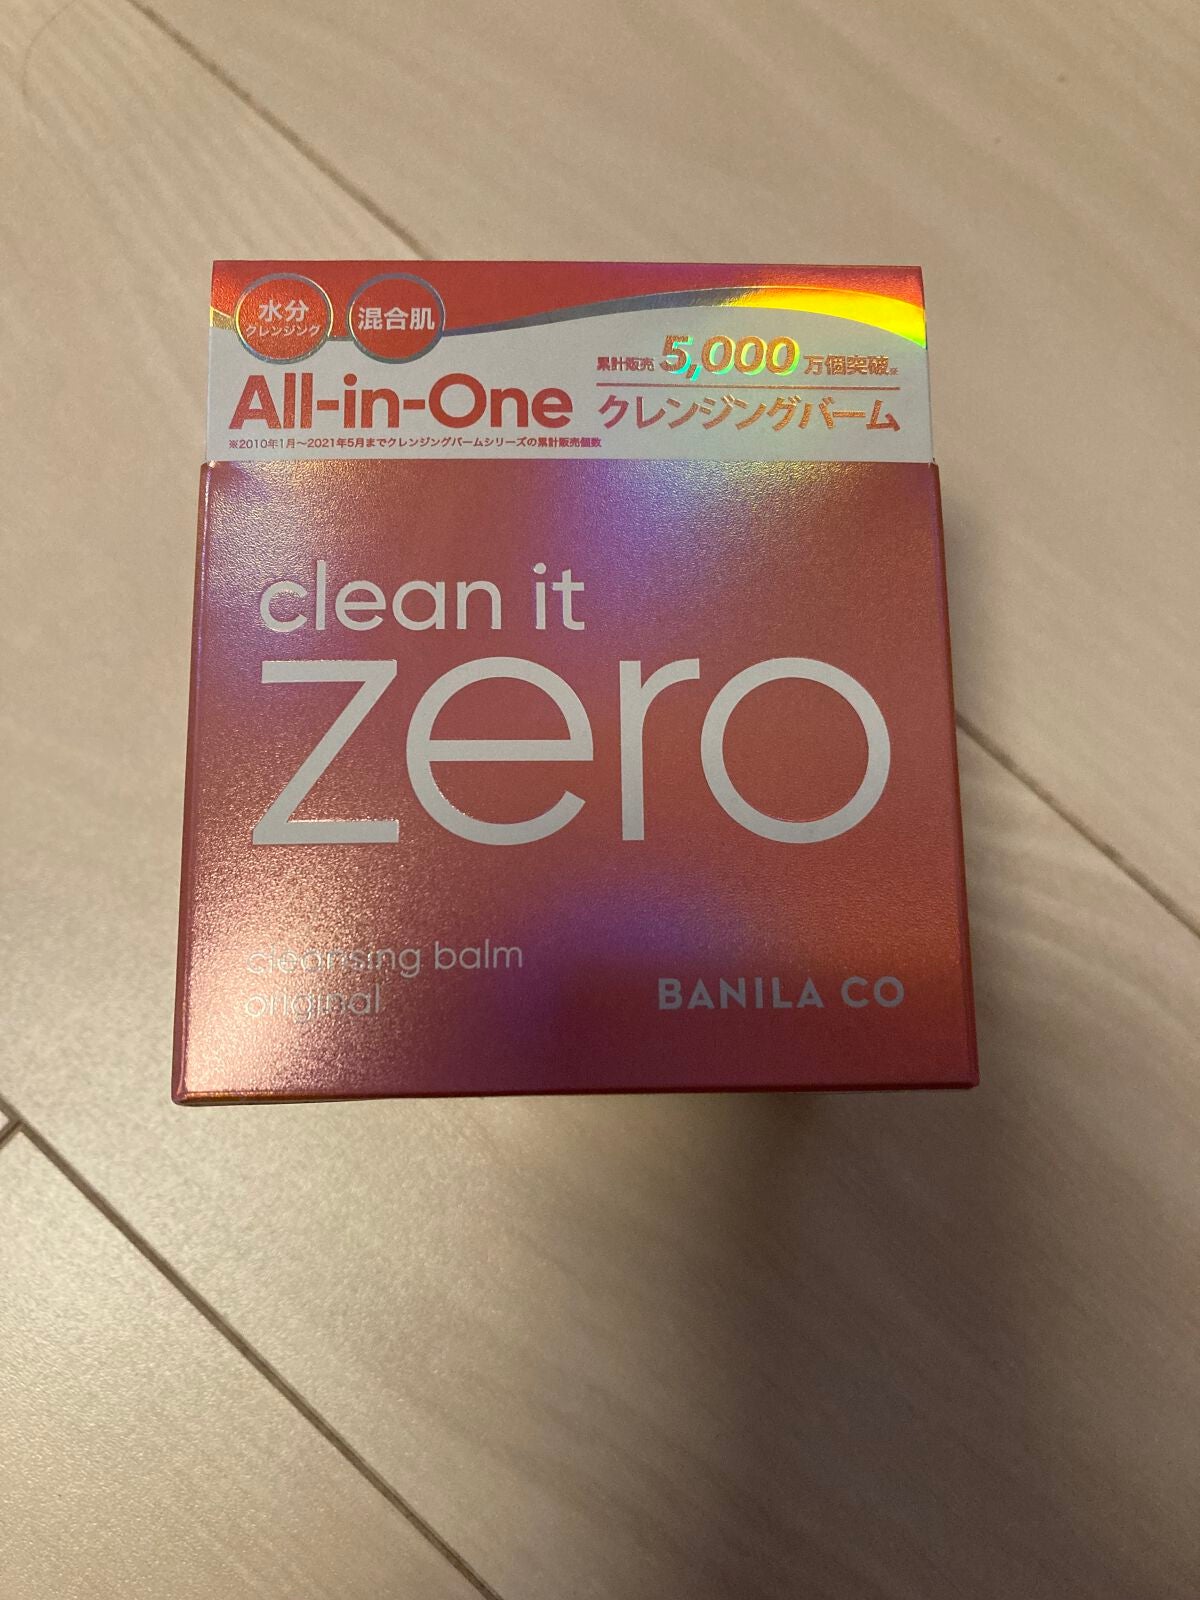 水分
クレンジング
混合肌
累計販売 5,000 万個突破※
All-in-One
クレンジングバーム
※2010年1月〜2021年5月までクレンジングバームシリーズの累計販売個数
clean it
zero
cleansing balm
original
BANILA CO